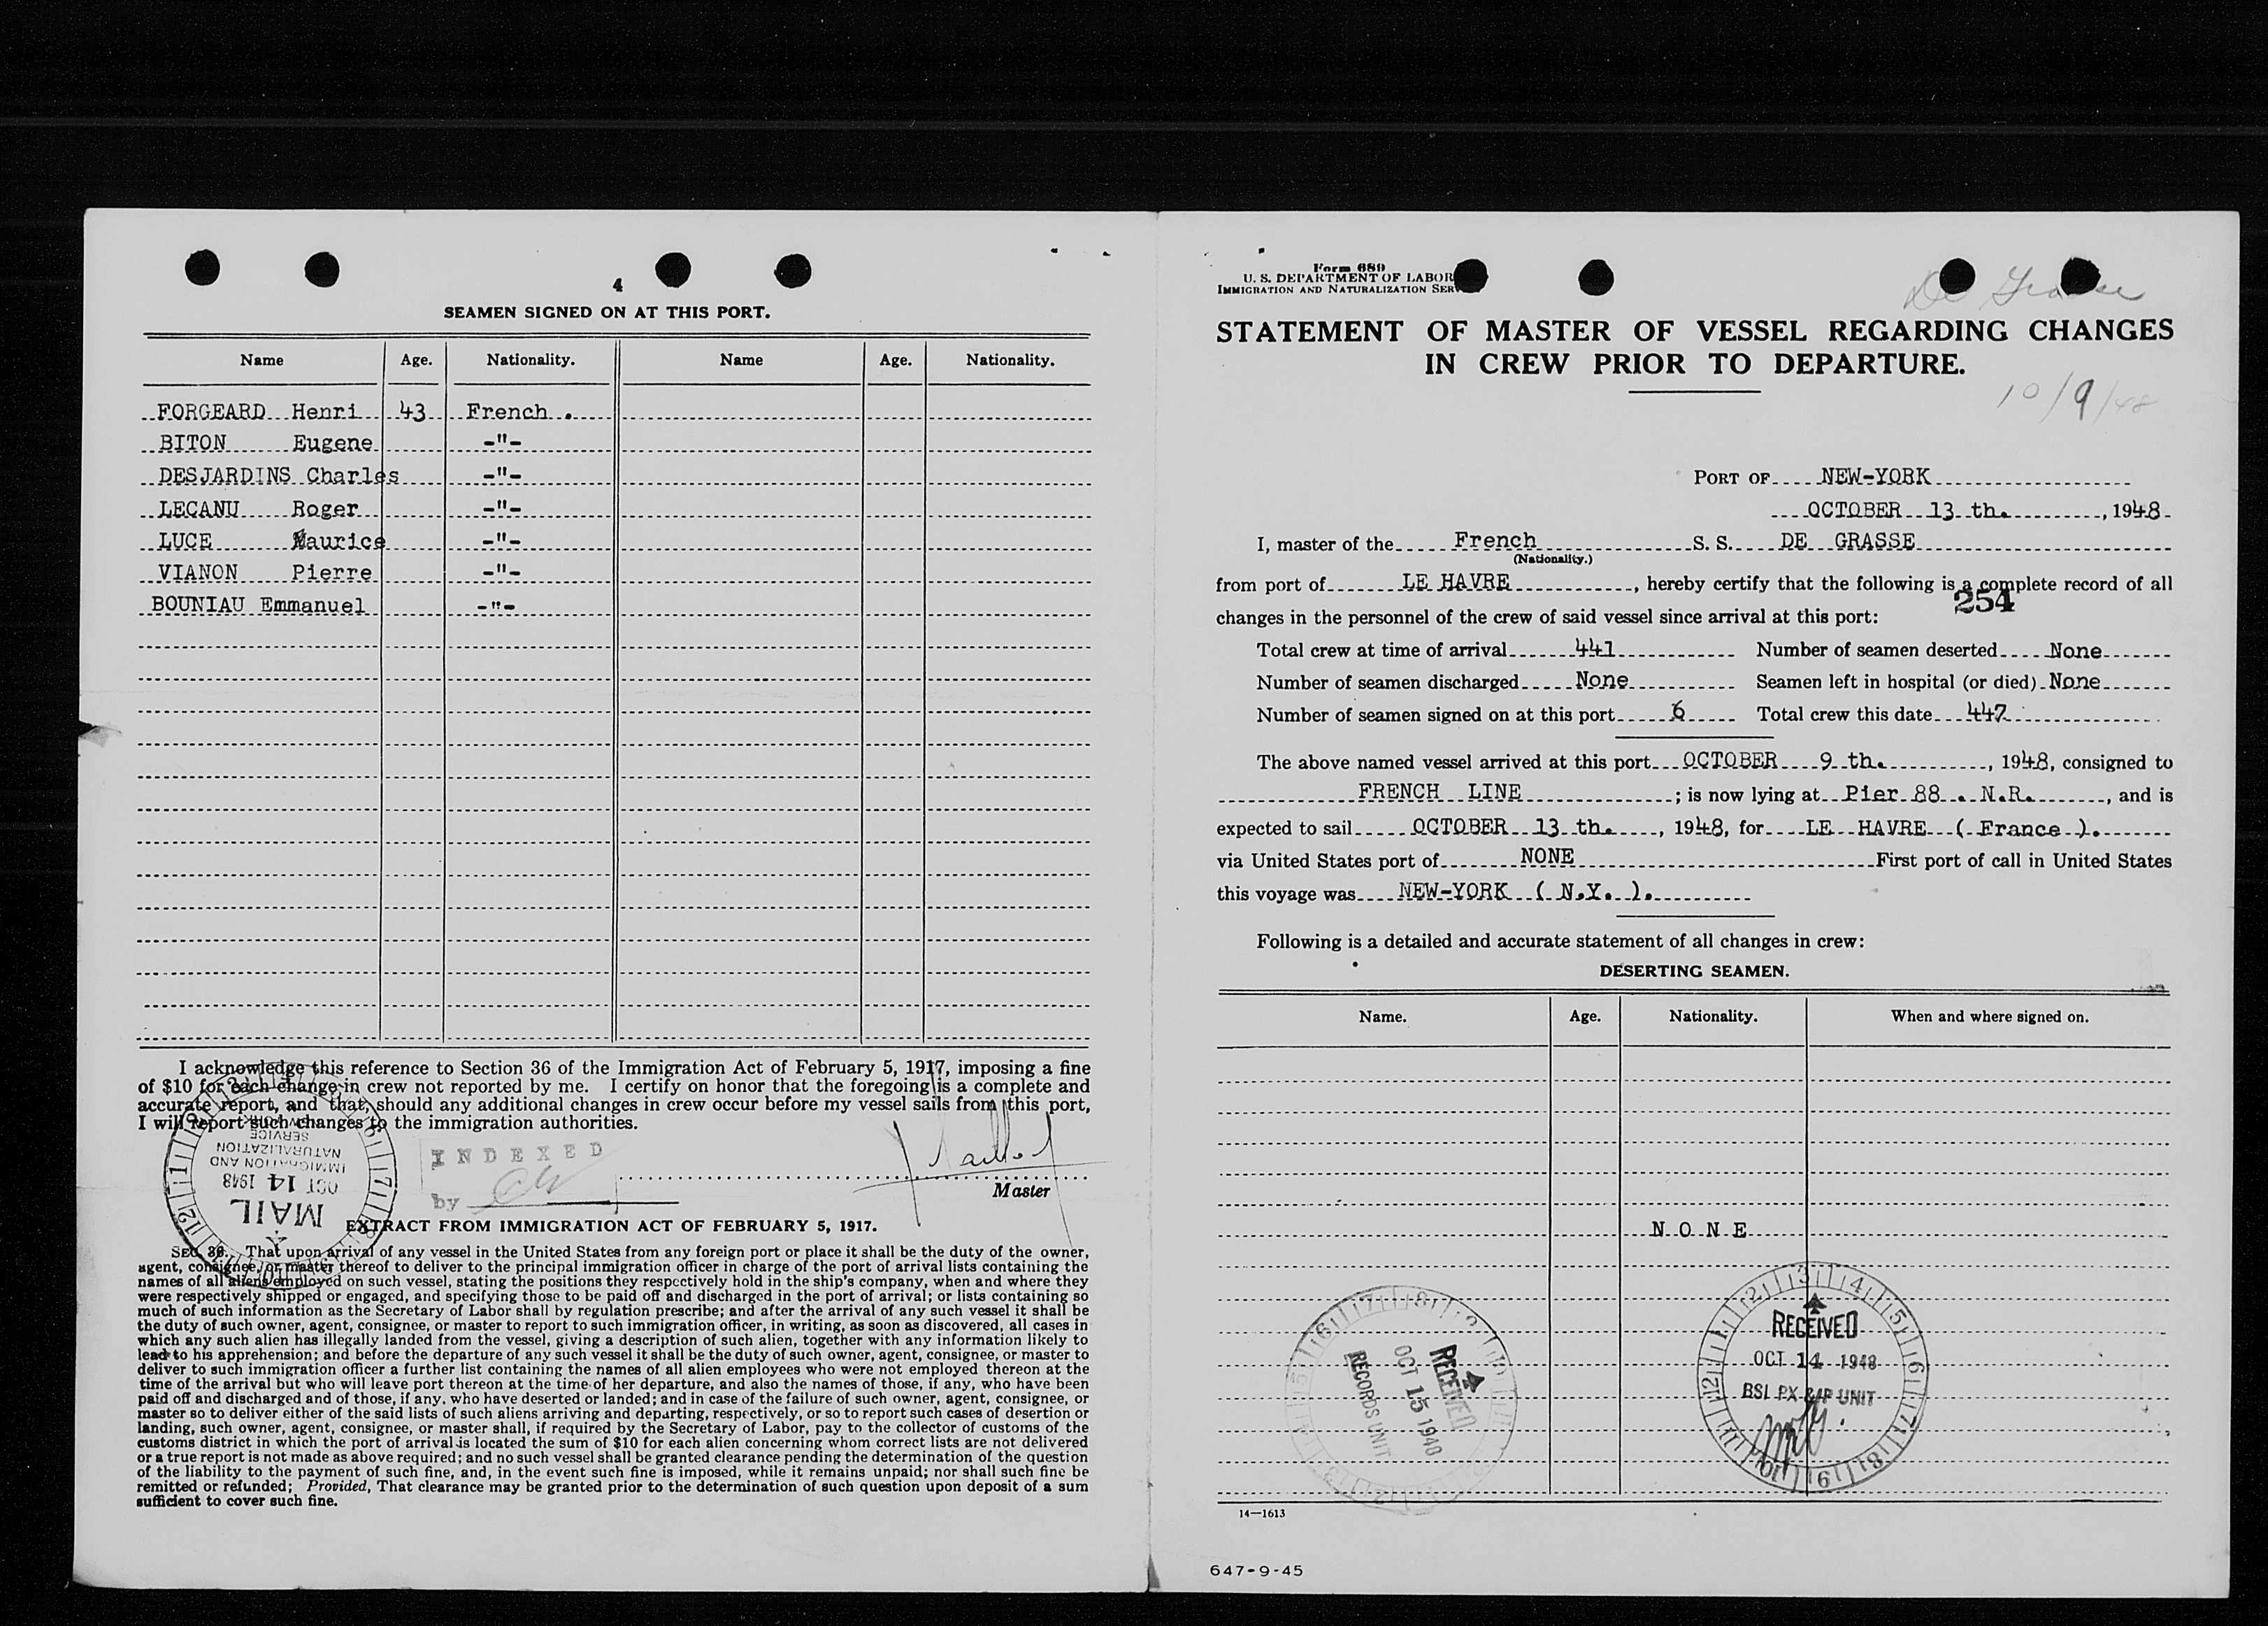 4
SEAMEN SIGNED ON AT THIS PORT.
Name Age. Nationality. Name Age. Nationality.
FORGEARD Henri 43 French .
BITON Eugene -"-
DESJARDINS Charles -"-
LECANU Roger -"-
LUCE Maurice -"-
VIANON Pierre -"-
BOUNIAU Emmanuel -"-
I acknowledge this reference to Section 36 of the Immigration Act of February 5, 1917, imposing a fine
of $10 for each change in crew not reported by me. I certify on honor that the foregoing is a complete and
accurate report, and that, should any additional changes in crew occur before my vessel sails from this port,
I will report such changes to the immigration authorities.
SERVICE
NATURALIZATION
IMMIGRATION AND
OCT 14 1948
MAIL
INDEXED
by
Master
EXTRACT FROM IMMIGRATION ACT OF FEBRUARY 5, 1917.
SEC. 36. That upon arrival of any vessel in the United States from any foreign port or place it shall be the duty of the owner,
agent, consignee, or master thereof to deliver to the principal immigration officer in charge of the port of arrival lists containing the
names of all aliens employed on such vessel, stating the positions they respectively hold in the ship's company, when and where they
were respectively shipped or engaged, and specifying those to be paid off and discharged in the port of arrival; or lists containing so
much of such information as the Secretary of Labor shall by regulation prescribe; and after the arrival of any such vessel it shall be
the duty of such owner, agent, consignee, or master to report to such immigration officer, in writing, as soon as discovered, all cases in
which any such alien has illegally landed from the vessel, giving a description of such alien, together with any information likely to
lead to his apprehension; and before the departure of any such vessel it shall be the duty of such owner, agent, consignee, or master to
deliver to such immigration officer a further list containing the names of all alien employees who were not employed thereon at the
time of the arrival but who will leave port thereon at the time of her departure, and also the names of those, if any, who have been
paid off and discharged and of those, if any, who have deserted or landed; and in case of the failure of such owner, agent, consignee, or
master so to deliver either of the said lists of such aliens arriving and departing, respectively, or so to report such cases of desertion or
landing, such owner, agent, consignee, or master shall, if required by the Secretary of Labor, pay to the collector of customs of the
customs district in which the port of arrival is located the sum of $10 for each alien concerning whom correct lists are not delivered
or a true report is not made as above required; and no such vessel shall be granted clearance pending the determination of the question
of the liability to the payment of such fine, and, in the event such fine is imposed, while it remains unpaid; nor shall such fine be
remitted or refunded; Provided, That clearance may be granted prior to the determination of such question upon deposit of a sum
sufficient to cover such fine.
Form 689
U. S. DEPARTMENT OF LABOR
IMMIGRATION AND NATURALIZATION SERV
De Grasse
STATEMENT OF MASTER OF VESSEL REGARDING CHANGES
IN CREW PRIOR TO DEPARTURE.
10/9/48
PORT OF NEW-YORK
OCTOBER 13 th. , 1948
I, master of the French S. S. DE GRASSE
(Nationality.)
from port of LE HAVRE , hereby certify that the following is a complete record of all
254
changes in the personnel of the crew of said vessel since arrival at this port:
Total crew at time of arrival 441 Number of seamen deserted None
Number of seamen discharged None Seamen left in hospital (or died) None
Number of seamen signed on at this port 6 Total crew this date 447
The above named vessel arrived at this port OCTOBER 9 th. , 1948, consigned to
FRENCH LINE ; is now lying at Pier 88 . N.R. , and is
expected to sail OCTOBER 13 th. , 1948, for LE HAVRE ( France ).
via United States port of NONE First port of call in United States
this voyage was NEW-YORK ( N.Y. ).
Following is a detailed and accurate statement of all changes in crew:
DESERTING SEAMEN.
Name. Age. Nationality. When and where signed on.
NONE
RECEIVED
OCT 15 1940
RECORDS UNIT
RECEIVED
OCT 14 1948
BSI PX &IP UNIT
14—1613
647-9-45